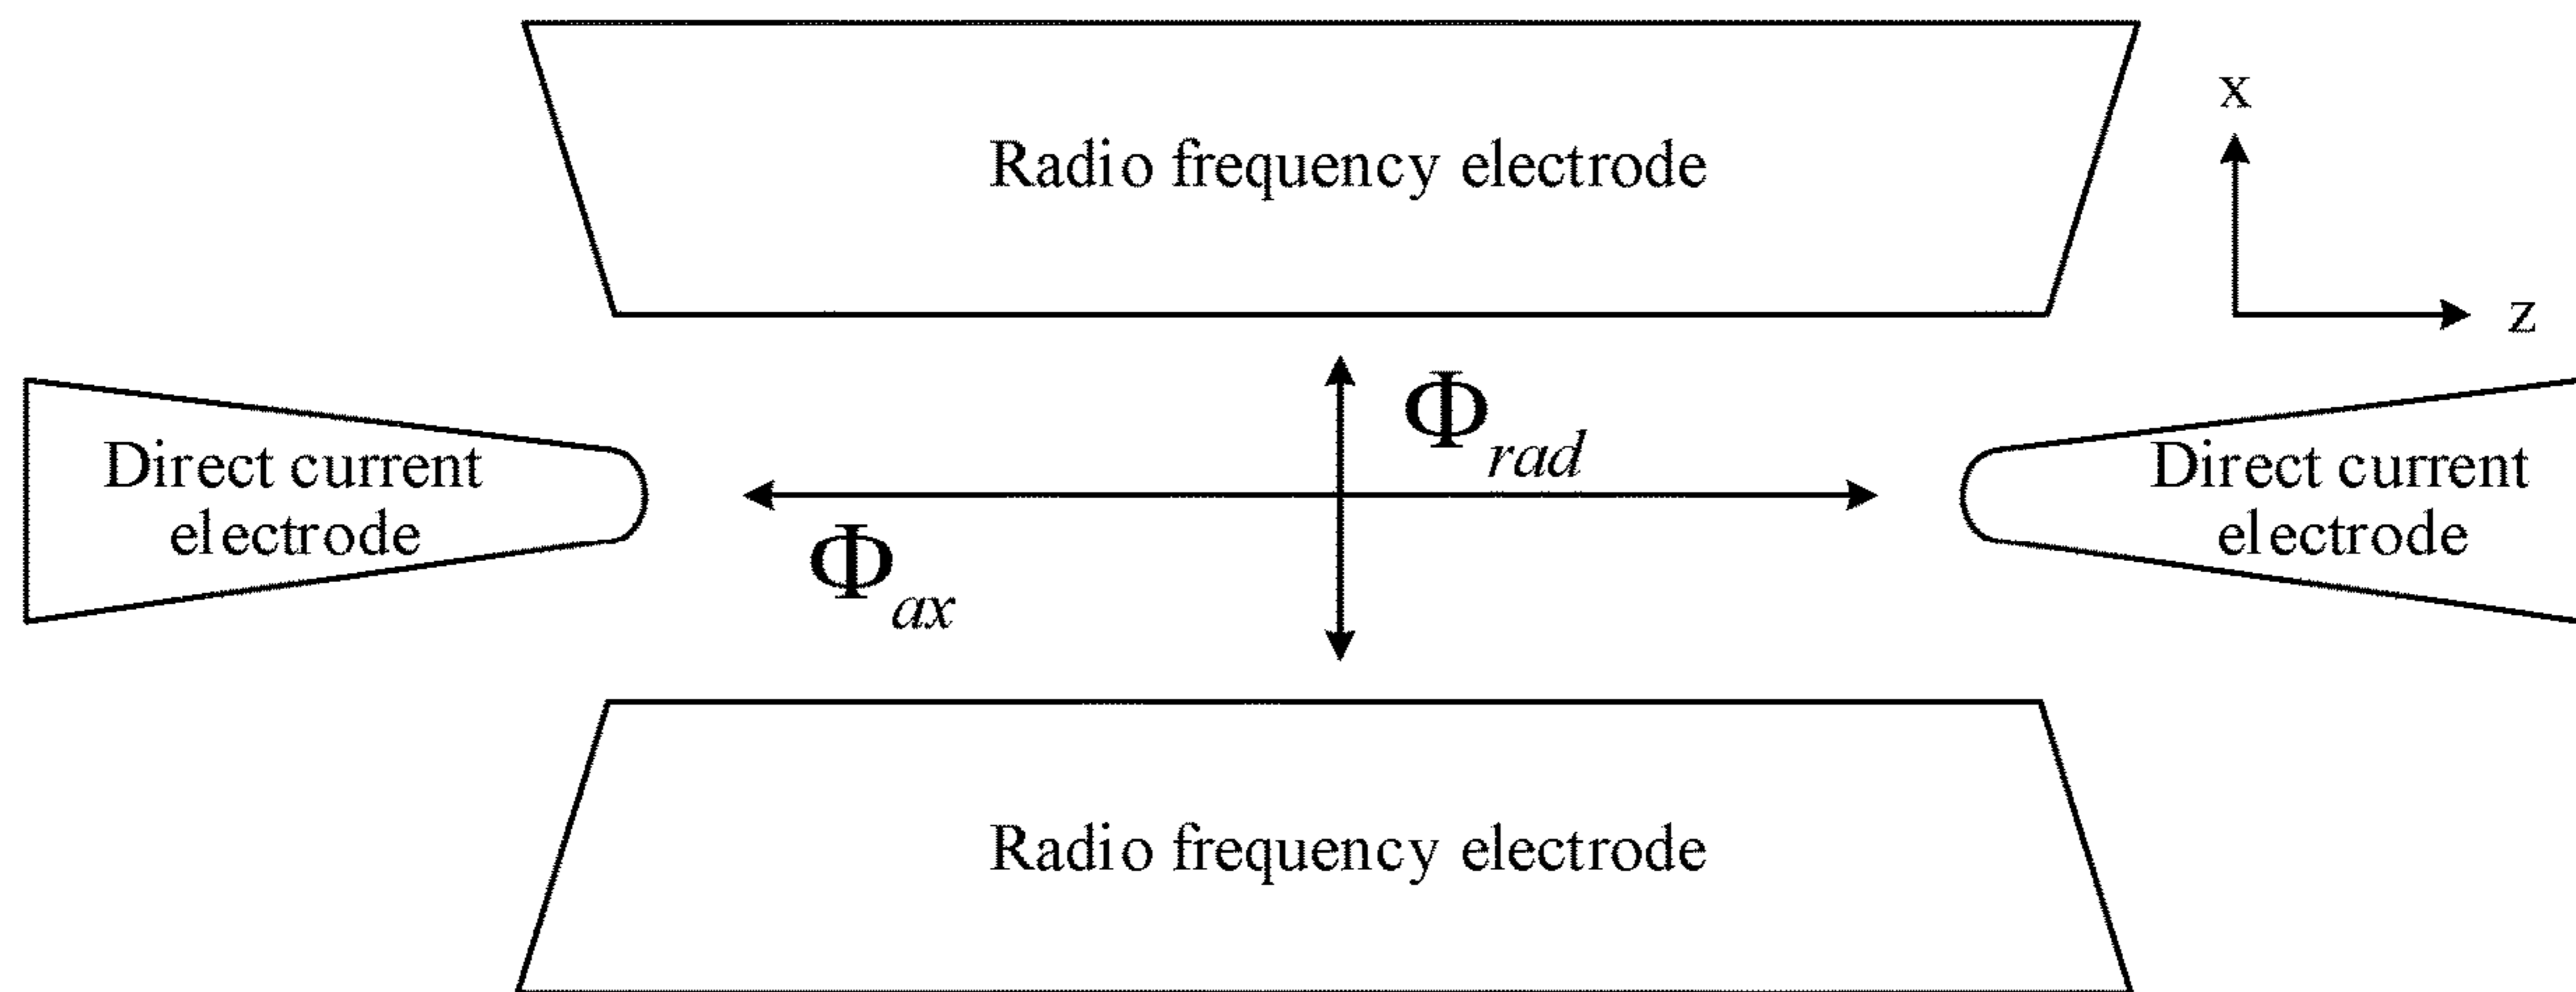 Radio frequency electrode
x
z
Φrad
Direct current
electrode
Direct current
electrode
Φax
Radio frequency electrode